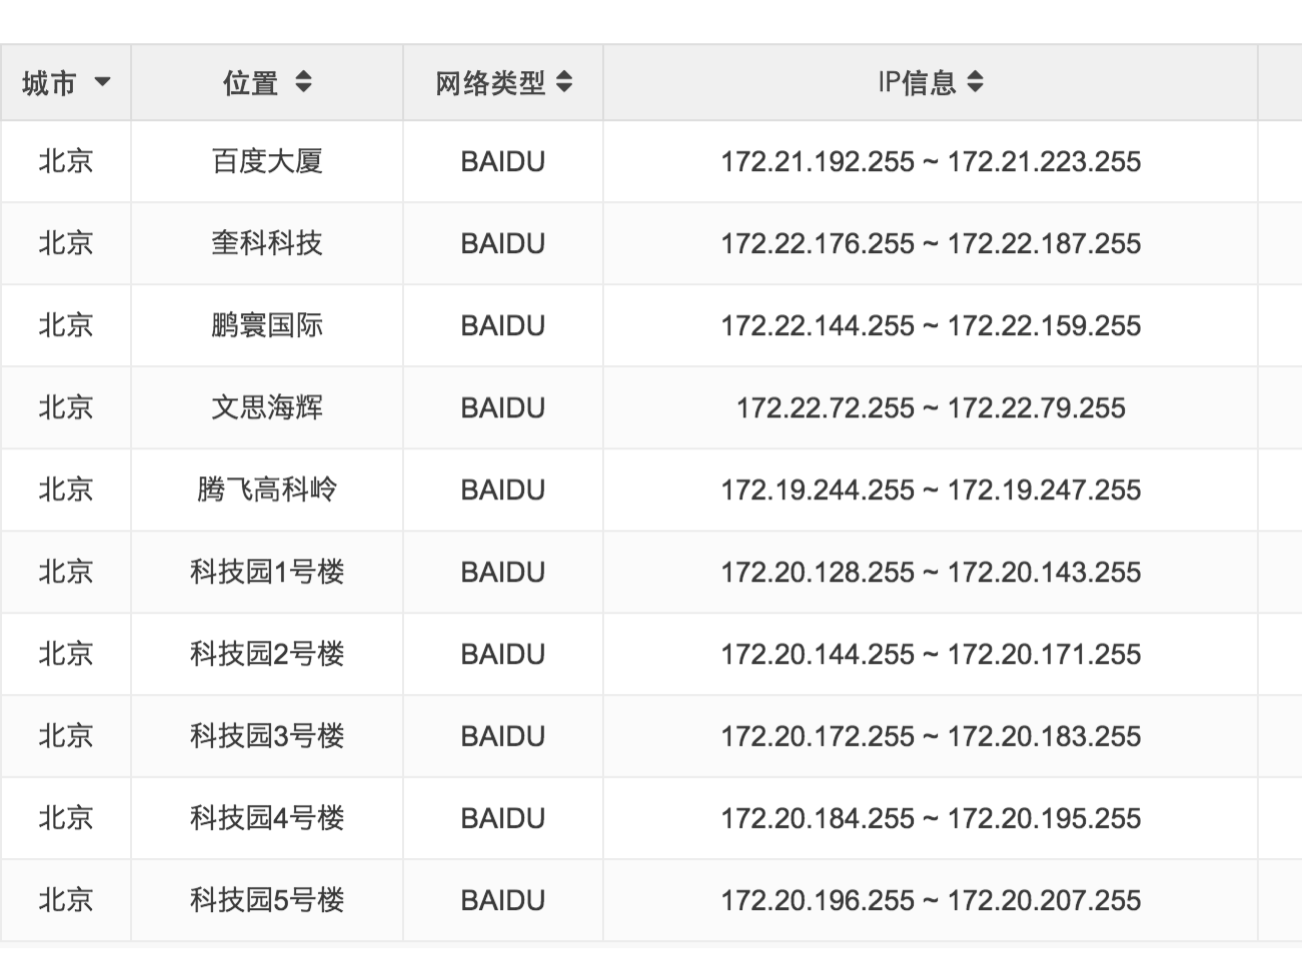 城市 位置 网络类型 IP信息
北京 百度大厦 BAIDU 172.21.192.255 ~ 172.21.223.255
北京 奎科科技 BAIDU 172.22.176.255 ~ 172.22.187.255
北京 鹏寰国际 BAIDU 172.22.144.255 ~ 172.22.159.255
北京 文思海辉 BAIDU 172.22.72.255 ~ 172.22.79.255
北京 腾飞高科岭 BAIDU 172.19.244.255 ~ 172.19.247.255
北京 科技园1号楼 BAIDU 172.20.128.255 ~ 172.20.143.255
北京 科技园2号楼 BAIDU 172.20.144.255 ~ 172.20.171.255
北京 科技园3号楼 BAIDU 172.20.172.255 ~ 172.20.183.255
北京 科技园4号楼 BAIDU 172.20.184.255 ~ 172.20.195.255
北京 科技园5号楼 BAIDU 172.20.196.255 ~ 172.20.207.255